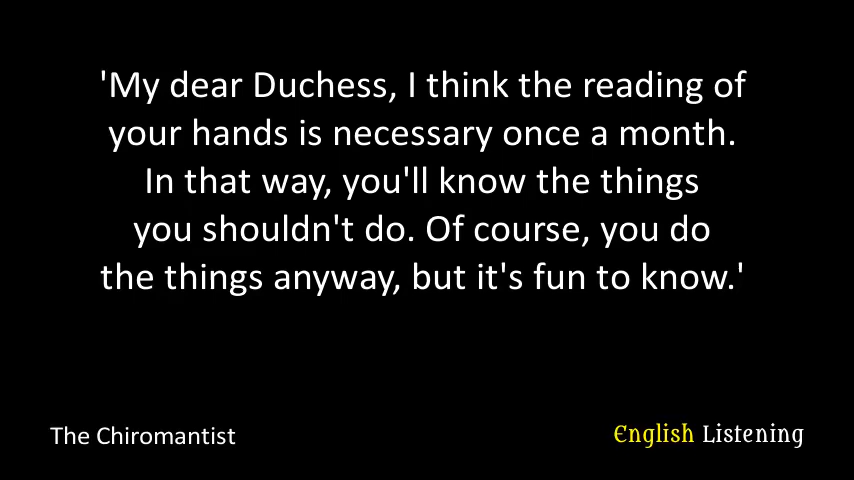 'My dear Duchess, I think the reading of
your hands is necessary once a month.
In that way, you'll know the things
you shouldn't do. Of course, you do
the things anyway, but it's fun to know.'
The Chiromantist
English Listening